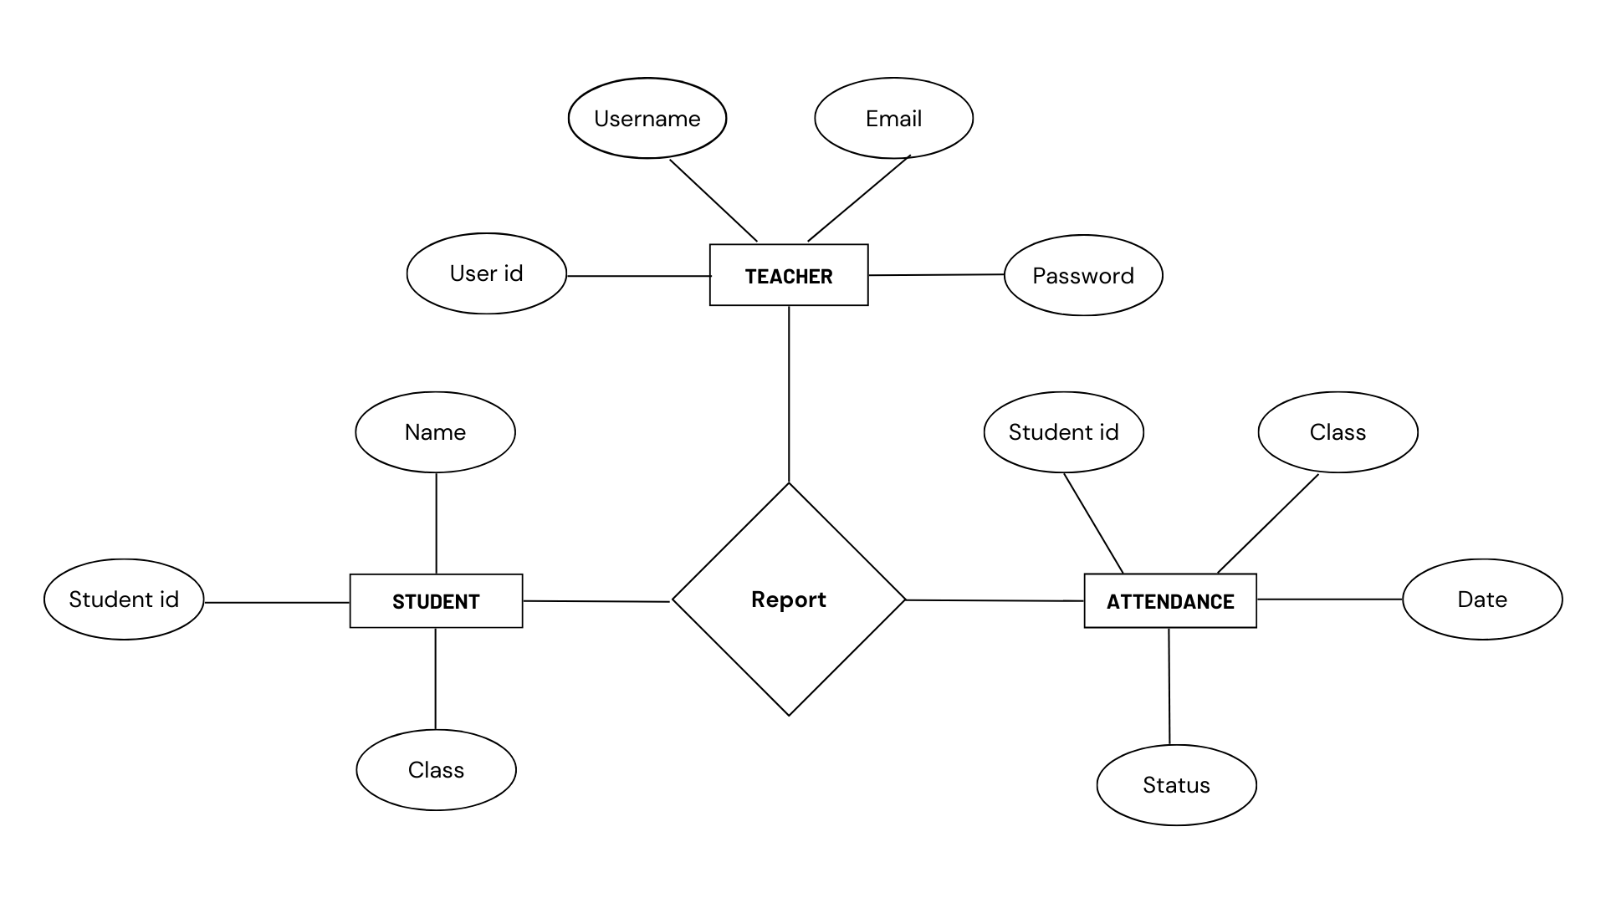 Username
Email
User id
TEACHER
Password
Name
Student id
Class
Student id
STUDENT
Report
ATTENDANCE
Date
Class
Status